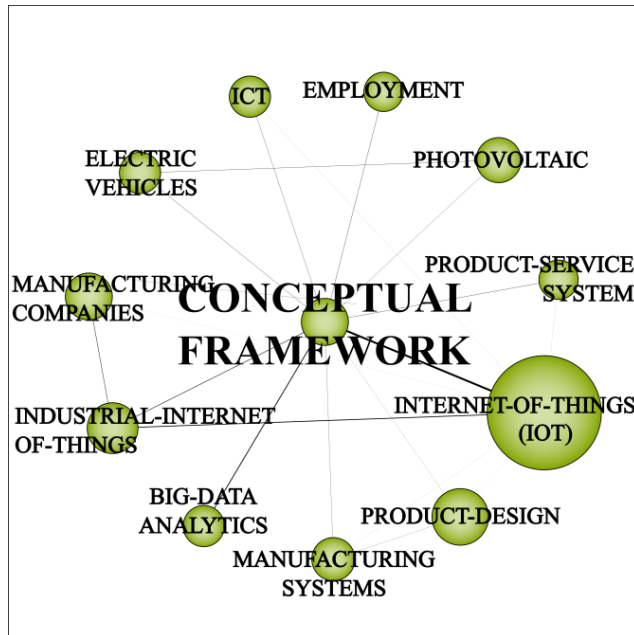 ICT
EMPLOYMENT
ELECTRIC
VEHICLES
PHOTOVOLTAIC
PRODUCT-SERVICE
SYSTEM
MANUFACTURING
COMPANIES
CONCEPTUAL
FRAMEWORK
INTERNET-OF-THINGS
(IOT)
INDUSTRIAL-INTERNET
OF-THINGS
BIG-DATA
ANALYTICS
PRODUCT-DESIGN
MANUFACTURING
SYSTEMS